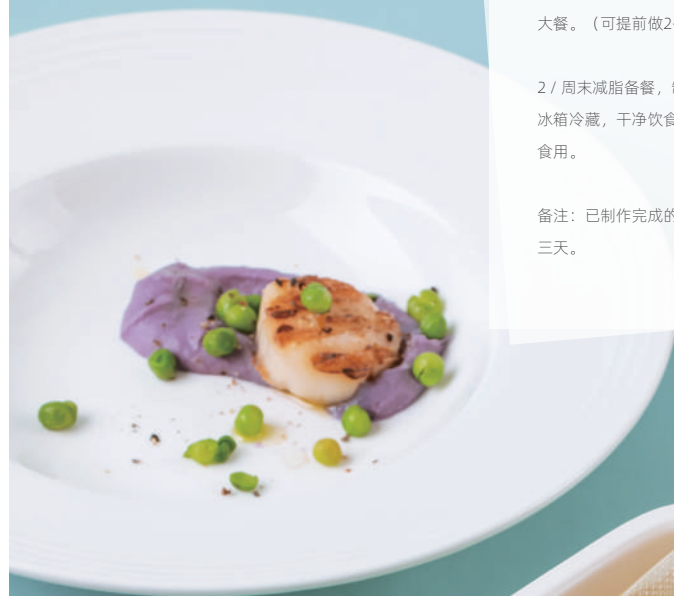 大餐。（可提前做2
2 / 周末减脂备餐，
冰箱冷藏，干净饮食
食用。
备注：已制作完成的
三天。